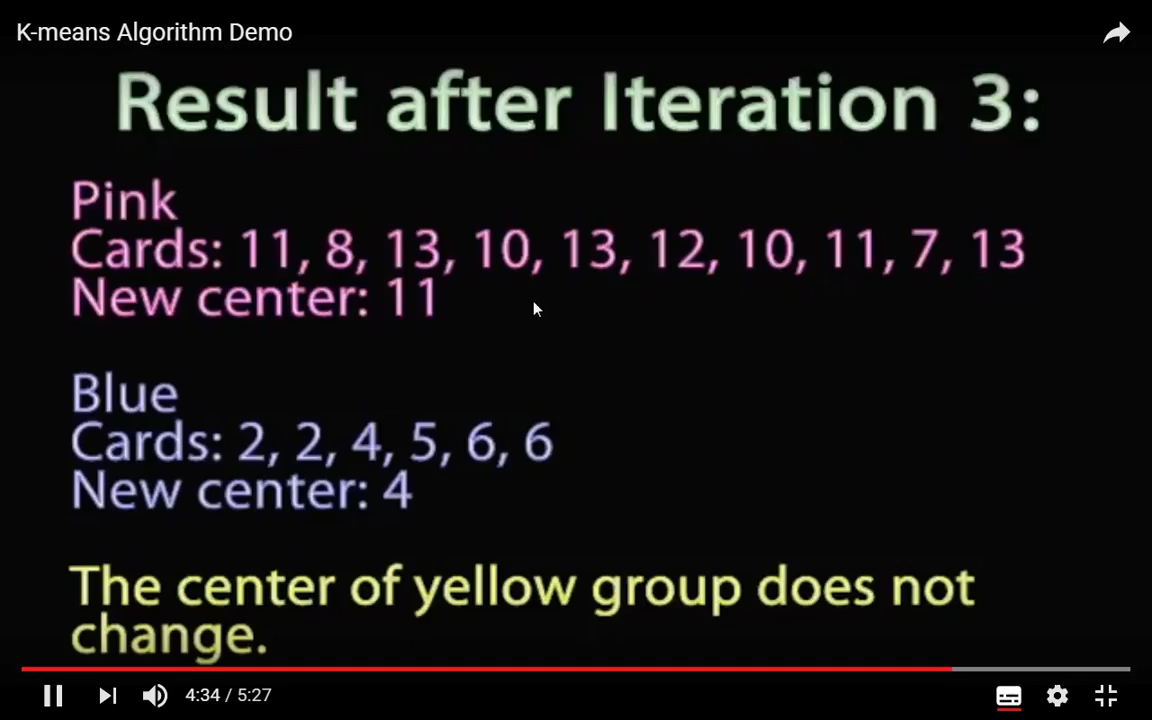 K-means Algorithm Demo
Result after Iteration 3:
Pink
Cards: 11, 8, 13, 10, 13, 12, 10, 11, 7, 13
New center: 11
Blue
Cards: 2, 2, 4, 5, 6, 6
New center: 4
The center of yellow group does not
change.
4:34 / 5:27